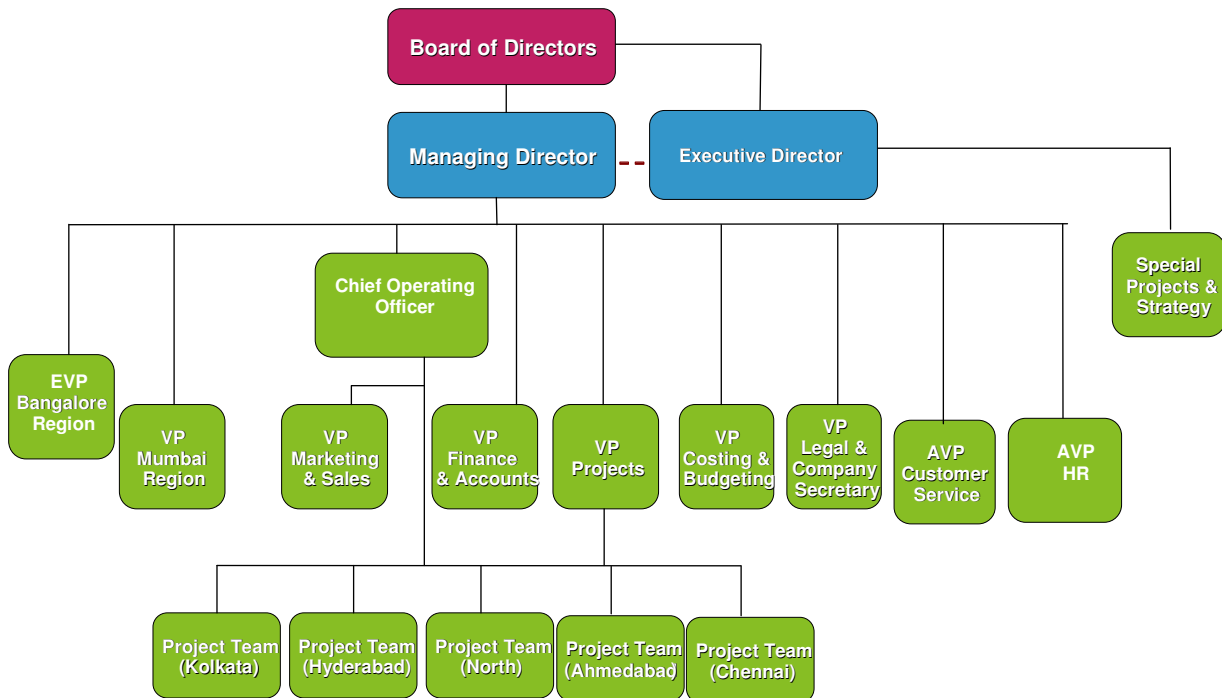 Board of Directors
Managing Director
Executive Director
Chief Operating
Officer
Special
Projects &
Strategy
EVP
Bangalore
Region
VP
Mumbai
Region
VP
Marketing
& Sales
VP
Finance
& Accounts
VP
Projects
VP
Costing &
Budgeting
VP
Legal &
Company
Secretary
AVP
Customer
Service
AVP
HR
Project Team
(Kolkata)
Project Team
(Hyderabad)
Project Team
(North)
Project Team
(Ahmedabad)
Project Team
(Chennai)